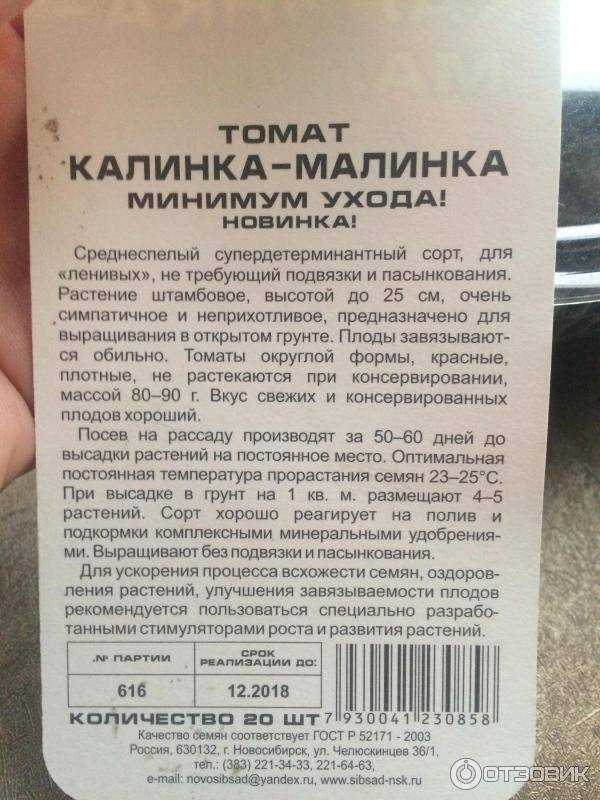 МА
ТОМАТ
КАЛИНКА–МАЛИНКА
МИНИМУМ УХОДА!
НОВИНКА!
Среднеспелый супердетерминантный сорт, для
«ленивых», не требующий подвязки и пасынкования.
Растение штамбовое, высотой до 25 см, очень
симпатичное и неприхотливое, предназначено для
выращивания в открытом грунте. Плоды завязывают-
ся обильно. Томаты округлой формы, красные,
плотные, не растекаются при консервировании,
массой 80–90 г. Вкус свежих и консервированных
плодов хороший.
Посев на рассаду производят за 50–60 дней до
высадки растений на постоянное место. Оптимальная
постоянная температура прорастания семян 23–25°С.
При высадке в грунт на 1 кв. м. размещают 4–5
растений. Сорт хорошо реагирует на полив и
подкормки комплексными минеральными удобрения-
ми. Выращивают без подвязки и пасынкования.
Для ускорения процесса всхожести семян, оздоров-
ления растений, улучшения завязываемости плодов
рекомендуется пользоваться специально разрабо-
танными стимуляторами роста и развития растений.
.№ ПАРТИИ
СРОК
РЕАЛИЗАЦИИ ДО:
616
12.2018
КОЛИЧЕСТВО 20 ШТ
7 930041 230858
Качество семян соответствует ГОСТ Р 52171 - 2003
Россия, 630132, г. Новосибирск, ул. Челюскинцев 36/1,
тел.: (383) 221-34-33, 221-64-63,
e-mail: novosibsad@yandex.ru, www.sibsad-nsk.ru
ОТЗОВИК